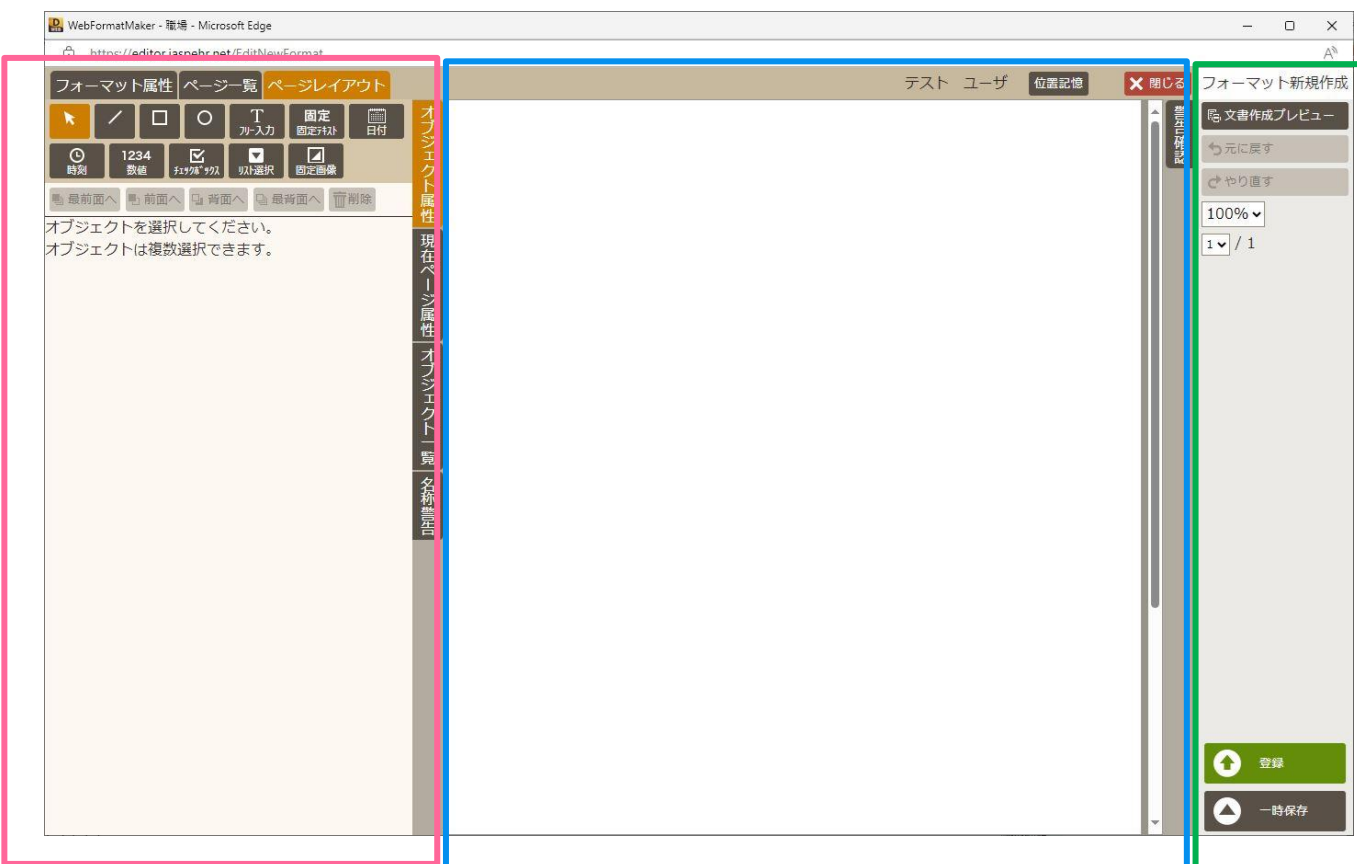 WebFormatMaker - 職場 - Microsoft Edge
https://editor.jaspehr.net/EditNewFormat
フォーマット属性 ページ一覧 ページレイアウト
テスト ユーザ 位置記憶 閉じる
フォーマット新規作成
T フリー入力
固定 固定テキスト
日付
時刻
1234 数値
チェックボックス
リスト選択
固定画像
最前面へ 前面へ 背面へ 最背面へ 削除
オブジェクトを選択してください。
オブジェクトは複数選択できます。
オブジェクト属性
現在ページ属性
オブジェクト一覧
名称警告
警告確認
文書作成プレビュー
元に戻す
やり直す
100%
1 / 1
登録
一時保存